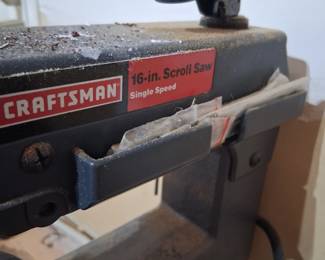 CRAFTSMAN
16-in. Scroll Saw
Single Speed